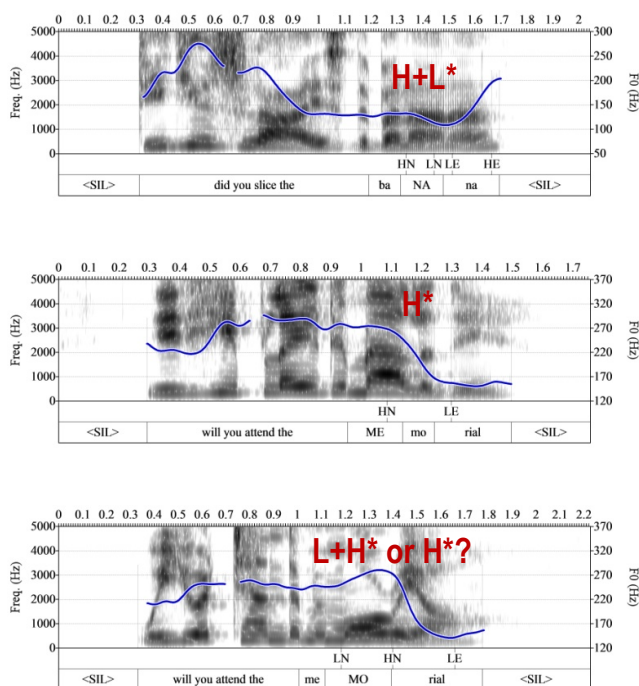 0 0.1 0.2 0.3 0.4 0.5 0.6 0.7 0.8 0.9 1 1.1 1.2 1.3 1.4 1.5 1.6 1.7 1.8 1.9 2
5000 300
4000 250
3000 200
2000 150
1000 100
0 50
Freq. (Hz)
F0 (Hz)
H+L*
HN LN LE HE
<SIL> did you slice the ba NA na <SIL>
0 0.1 0.2 0.3 0.4 0.5 0.6 0.7 0.8 0.9 1 1.1 1.2 1.3 1.4 1.5 1.6 1.7
5000 370
4000 320
3000 270
2000 220
1000 170
0 120
Freq. (Hz)
F0 (Hz)
H*
HN LE
<SIL> will you attend the ME mo rial <SIL>
0 0.1 0.2 0.3 0.4 0.5 0.6 0.7 0.8 0.9 1 1.1 1.2 1.3 1.4 1.5 1.6 1.7 1.8 1.9 2 2.1 2.2
5000 370
4000 320
3000 270
2000 220
1000 170
0 120
Freq. (Hz)
F0 (Hz)
L+H* or H*?
LN HN LE
<SIL> will you attend the me MO rial <SIL>